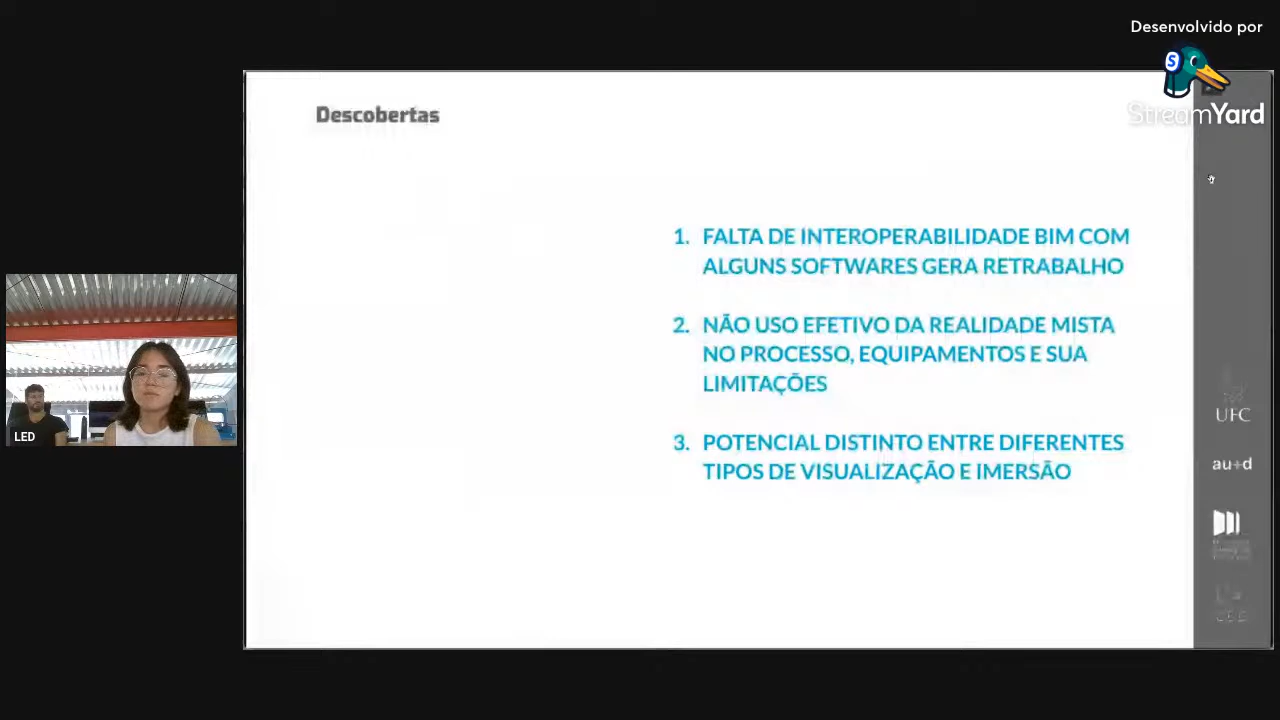 Desenvolvido por
StreamYard
Descobertas
1. FALTA DE INTEROPERABILIDADE BIM COM
ALGUNS SOFTWARES GERA RETRABALHO
2. NÃO USO EFETIVO DA REALIDADE MISTA
NO PROCESSO, EQUIPAMENTOS E SUA
LIMITAÇÕES
3. POTENCIAL DISTINTO ENTRE DIFERENTES
TIPOS DE VISUALIZAÇÃO E IMERSÃO
LED
UFC
au+d